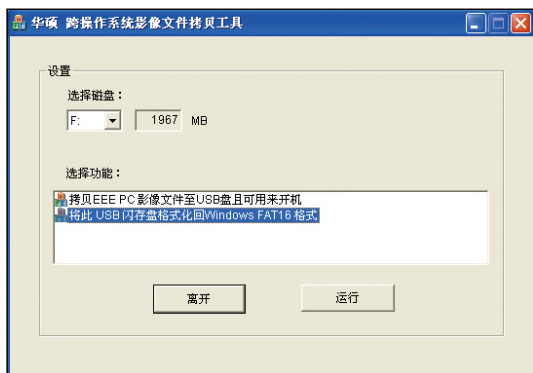 华硕 跨操作系统影像文件拷贝工具
设置
选择磁盘：
F: 1967 MB
选择功能：
拷贝EEE PC 影像文件至USB盘且可用来开机
将此 USB 闪存盘格式化回Windows FAT16 格式
离开 运行